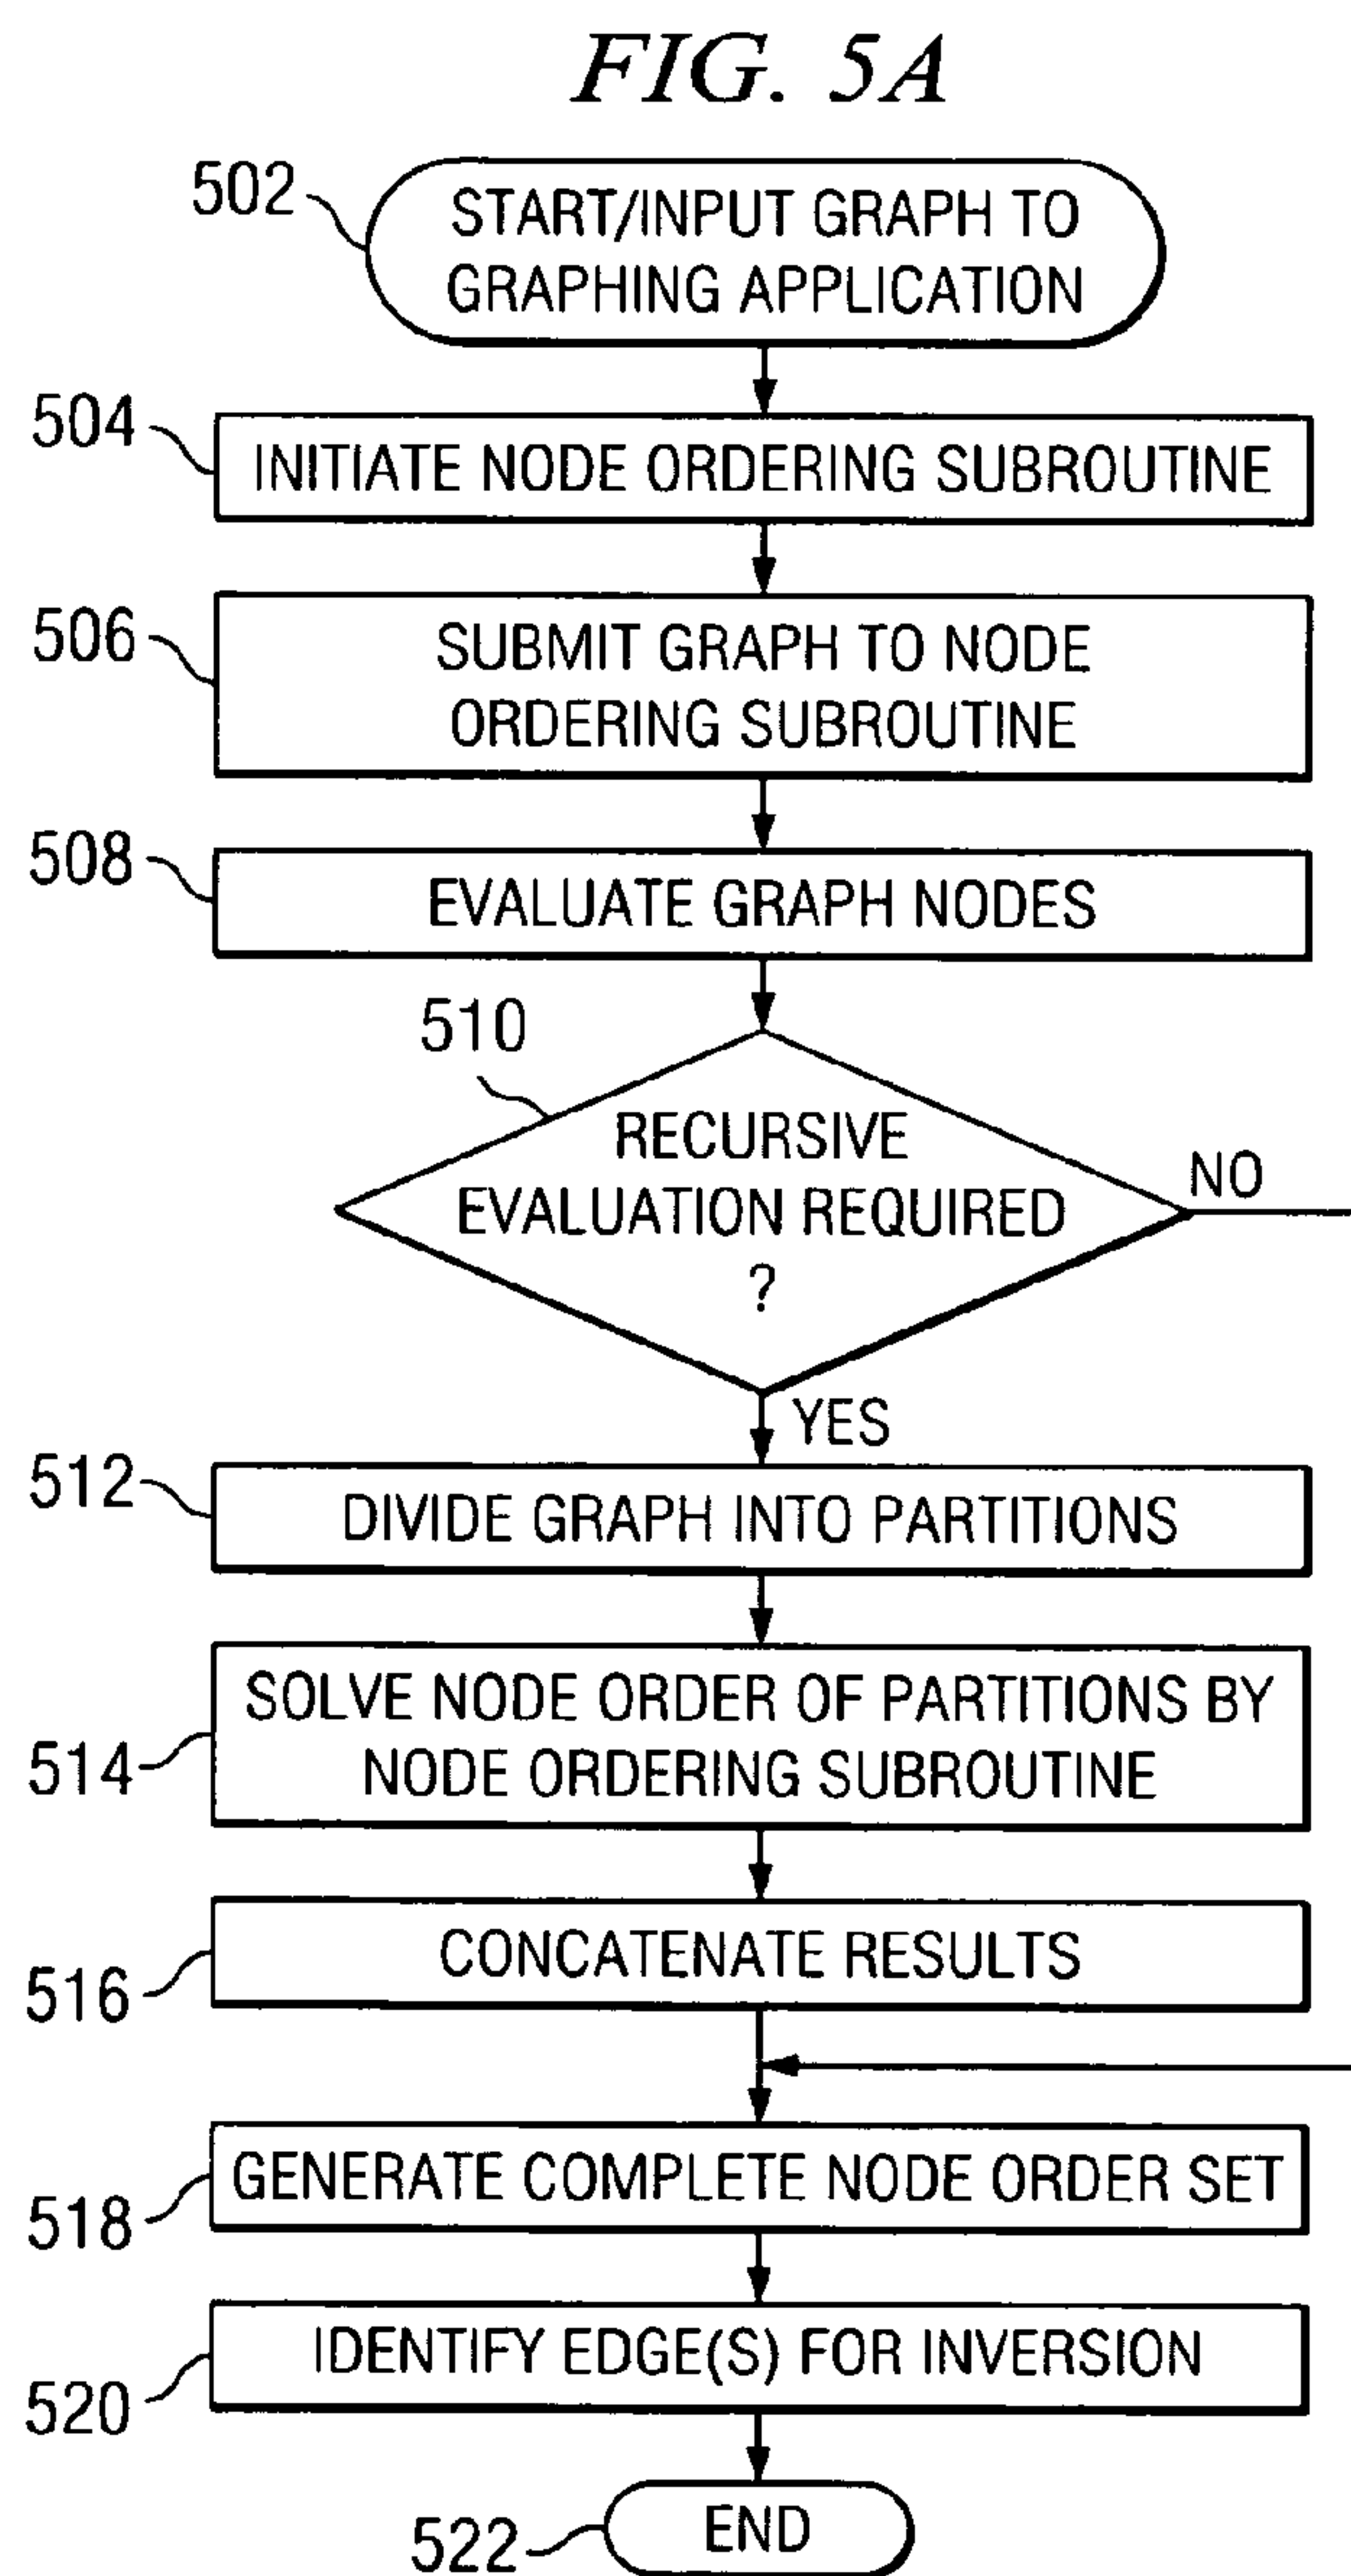 FIG. 5A
502
START/INPUT GRAPH TO
GRAPHING APPLICATION
504
INITIATE NODE ORDERING SUBROUTINE
506
SUBMIT GRAPH TO NODE
ORDERING SUBROUTINE
508
EVALUATE GRAPH NODES
510
RECURSIVE
EVALUATION REQUIRED
?
NO
YES
512
DIVIDE GRAPH INTO PARTITIONS
514
SOLVE NODE ORDER OF PARTITIONS BY
NODE ORDERING SUBROUTINE
516
CONCATENATE RESULTS
518
GENERATE COMPLETE NODE ORDER SET
520
IDENTIFY EDGE(S) FOR INVERSION
522
END